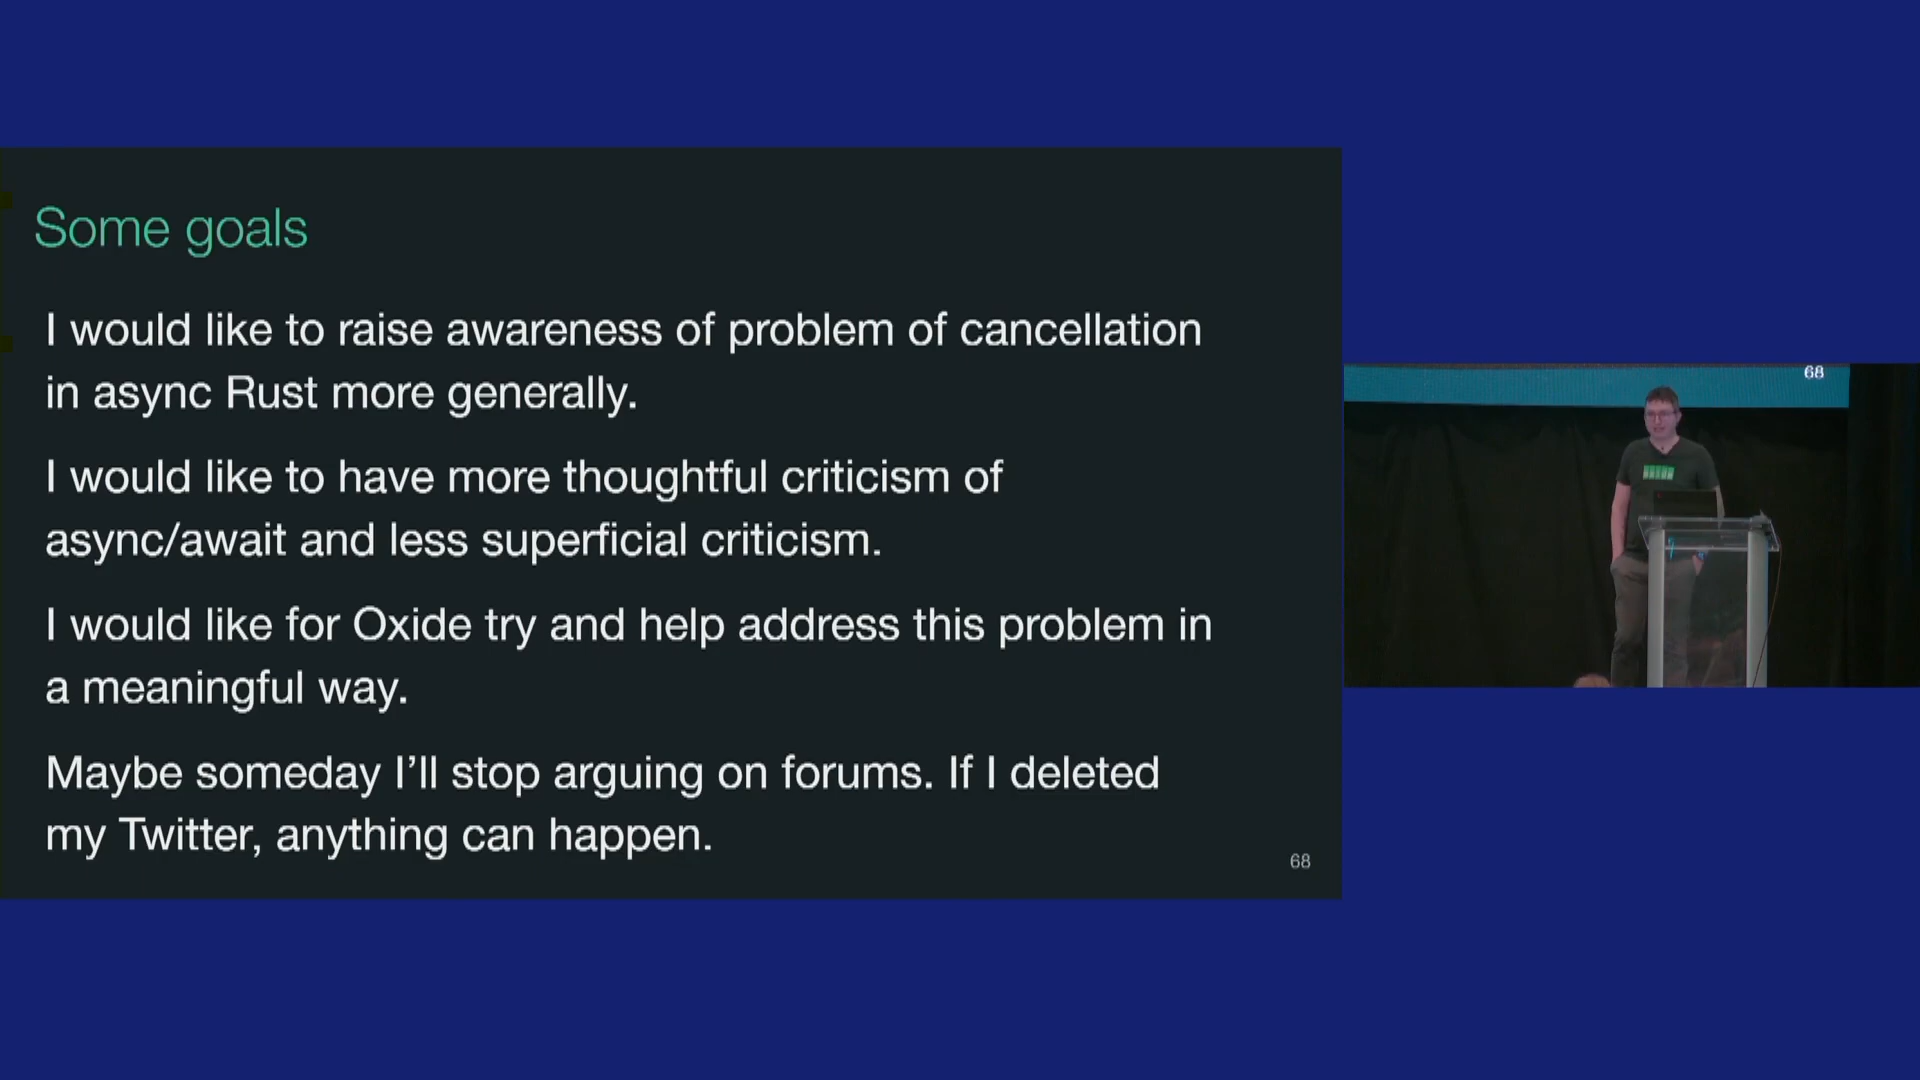 Some goals
I would like to raise awareness of problem of cancellation
in async Rust more generally.
I would like to have more thoughtful criticism of
async/await and less superficial criticism.
I would like for Oxide try and help address this problem in
a meaningful way.
Maybe someday I’ll stop arguing on forums. If I deleted
my Twitter, anything can happen.
68
68